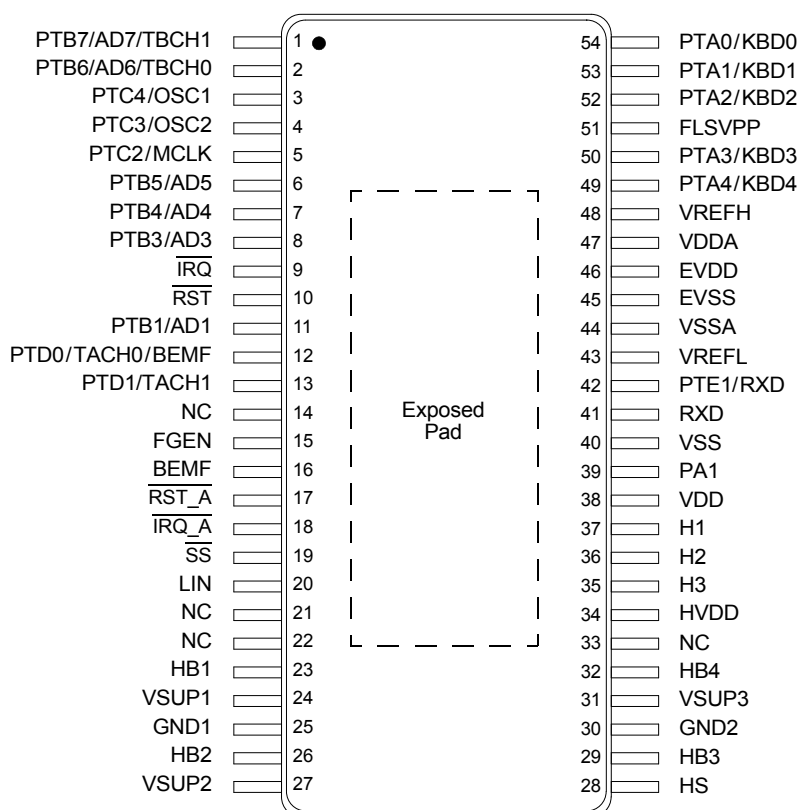 PTB7/AD7/TBCH1 1 54 PTA0/KBD0
PTB6/AD6/TBCH0 2 53 PTA1/KBD1
PTC4/OSC1 3 52 PTA2/KBD2
PTC3/OSC2 4 51 FLSVPP
PTC2/MCLK 5 50 PTA3/KBD3
PTB5/AD5 6 49 PTA4/KBD4
PTB4/AD4 7 48 VREFH
PTB3/AD3 8 47 VDDA
IRQ 9 46 EVDD
RST 10 45 EVSS
PTB1/AD1 11 44 VSSA
PTD0/TACH0/BEMF 12 43 VREFL
PTD1/TACH1 13 42 PTE1/RXD
NC 14 Exposed 41 RXD
Pad
FGEN 15 40 VSS
BEMF 16 39 PA1
RST_A 17 38 VDD
IRQ_A 18 37 H1
SS 19 36 H2
LIN 20 35 H3
NC 21 34 HVDD
NC 22 33 NC
HB1 23 32 HB4
VSUP1 24 31 VSUP3
GND1 25 30 GND2
HB2 26 29 HB3
VSUP2 27 28 HS